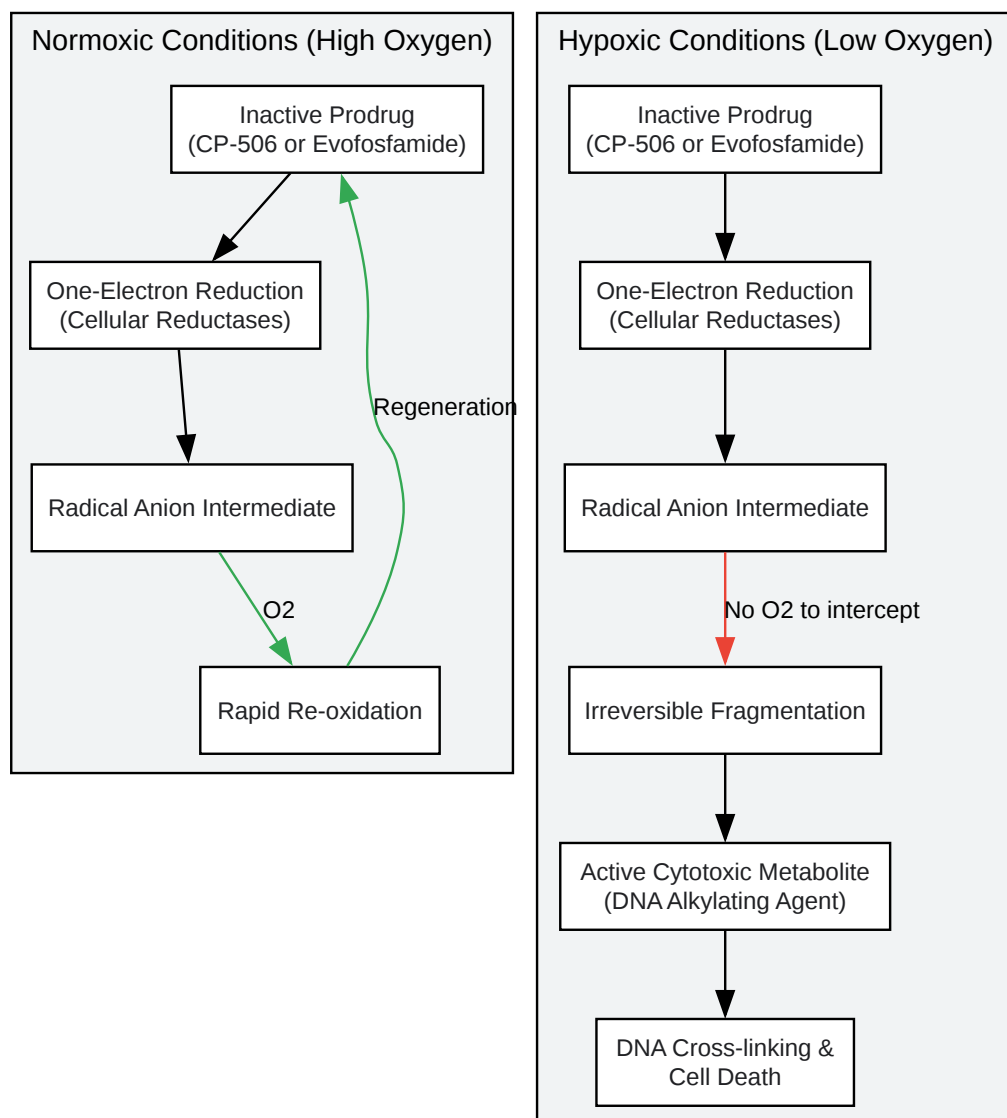 Normoxic Conditions (High Oxygen)
Inactive Prodrug
(CP-506 or Evofosfamide)
One-Electron Reduction
(Cellular Reductases)
Regeneration
Radical Anion Intermediate
O2
Rapid Re-oxidation
Hypoxic Conditions (Low Oxygen)
Inactive Prodrug
(CP-506 or Evofosfamide)
One-Electron Reduction
(Cellular Reductases)
Radical Anion Intermediate
No O2 to intercept
Irreversible Fragmentation
Active Cytotoxic Metabolite
(DNA Alkylating Agent)
DNA Cross-linking &
Cell Death